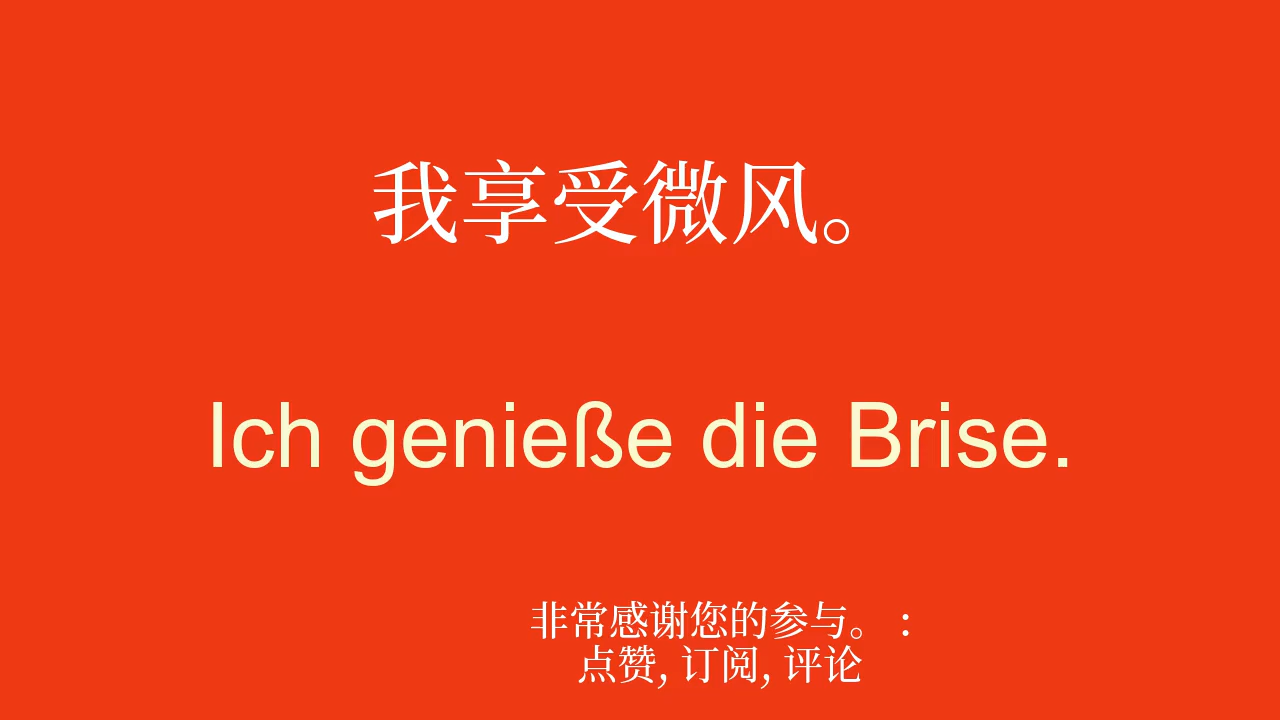 我享受微风。
Ich genieße die Brise.
非常感谢您的参与。 :
点赞, 订阅, 评论